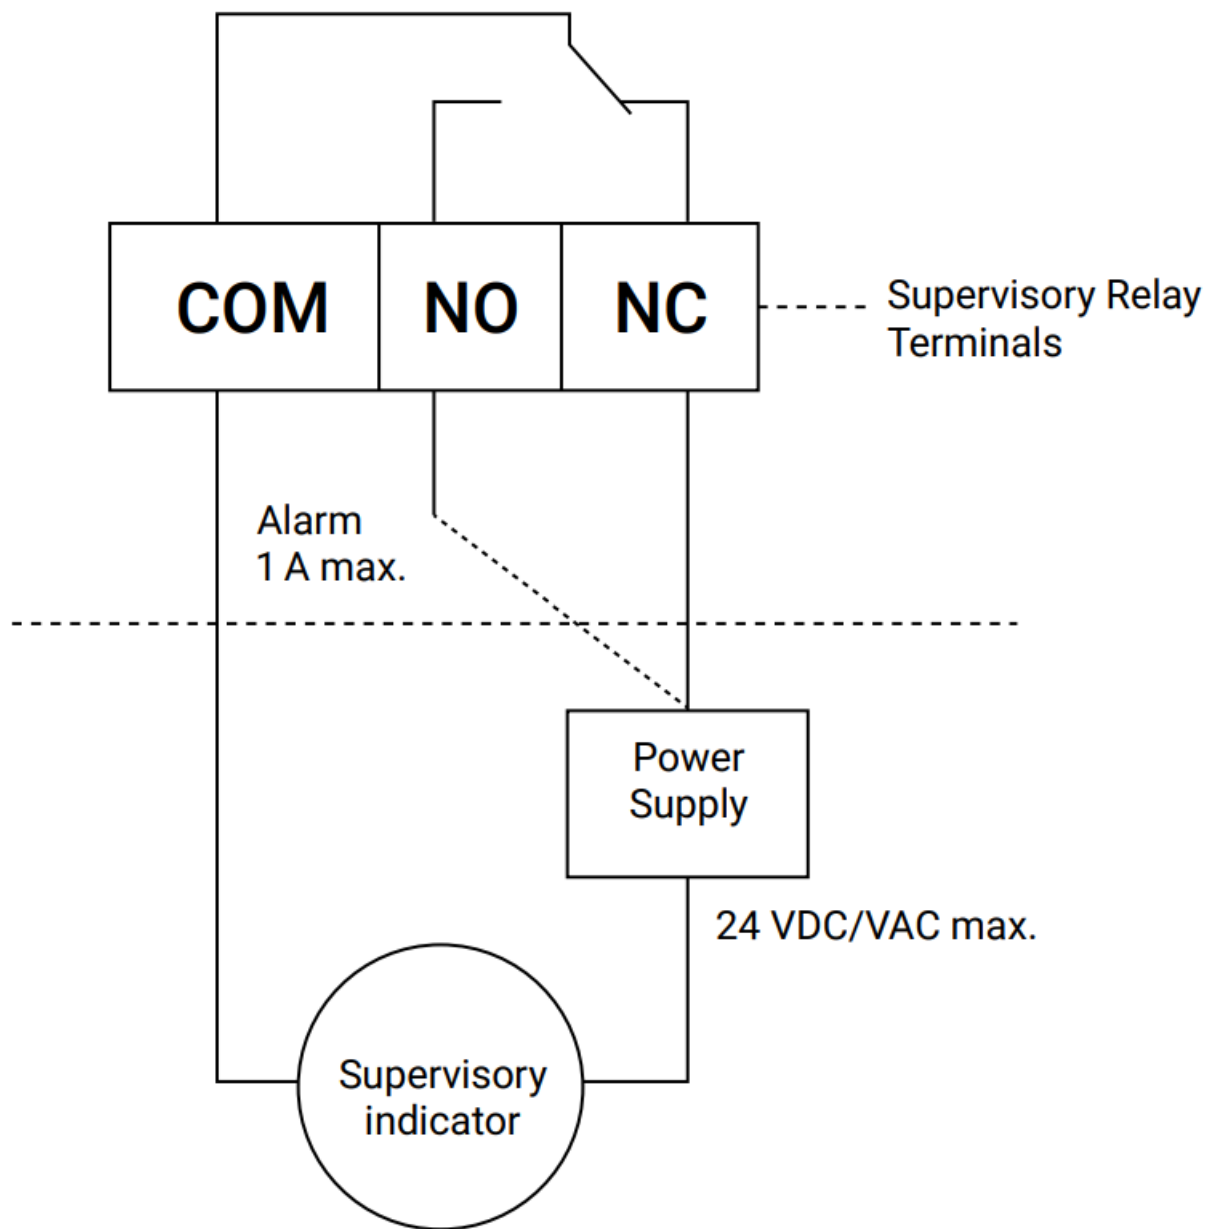 COM
NO
NC
Supervisory Relay
Terminals
Alarm
1 A max.
Power
Supply
24 VDC/VAC max.
Supervisory
indicator